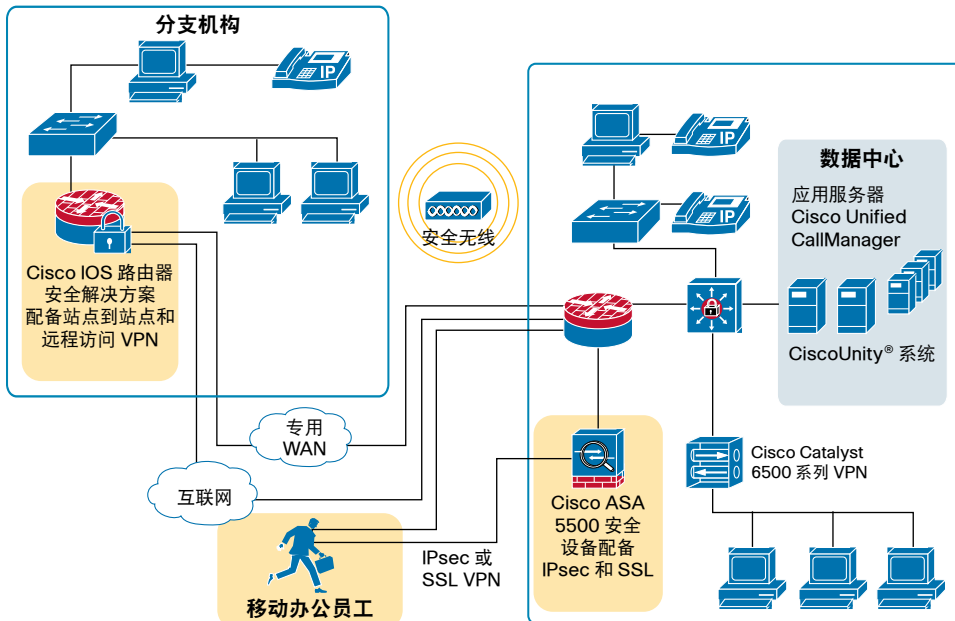 分支机构
IP
Cisco IOS 路由器
安全解决方案
配备站点到站点和
远程访问 VPN
安全无线
IP
IP
数据中心
应用服务器
Cisco Unified
CallManager
CiscoUnity® 系统
专用
WAN
互联网
移动办公员工
IPsec 或
SSL VPN
Cisco ASA
5500 安全
设备配备
IPsec 和 SSL
Cisco Catalyst
6500 系列 VPN